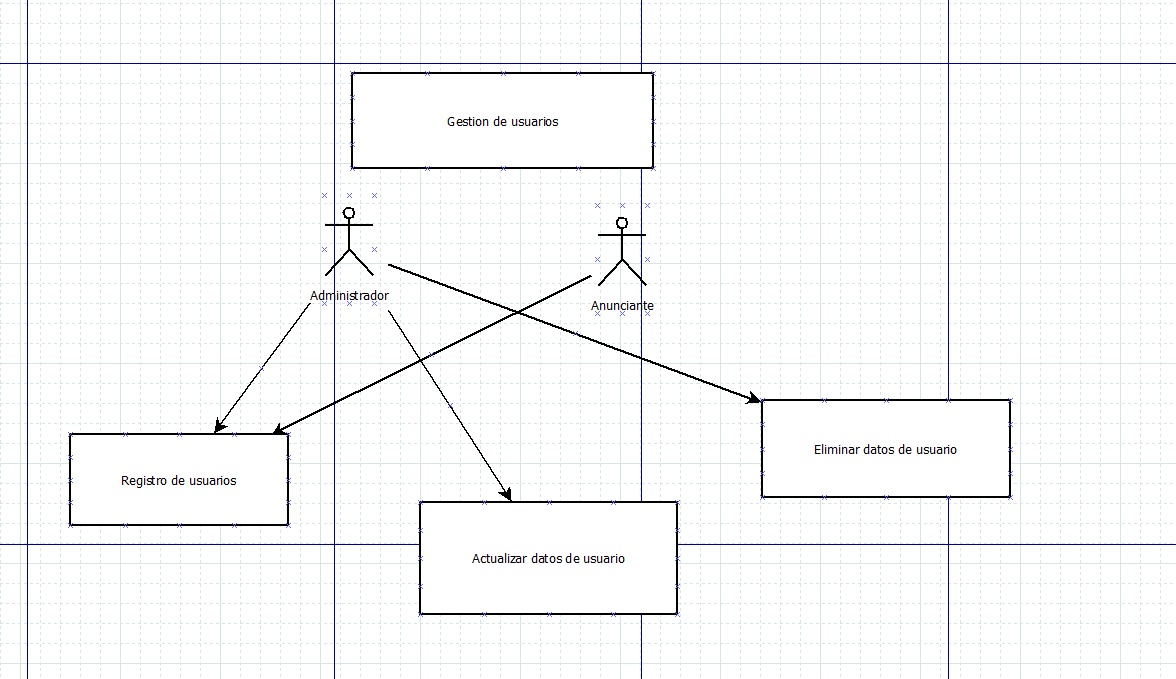 Gestion de usuarios
Administrador
Anunciante
Eliminar datos de usuario
Registro de usuarios
Actualizar datos de usuario